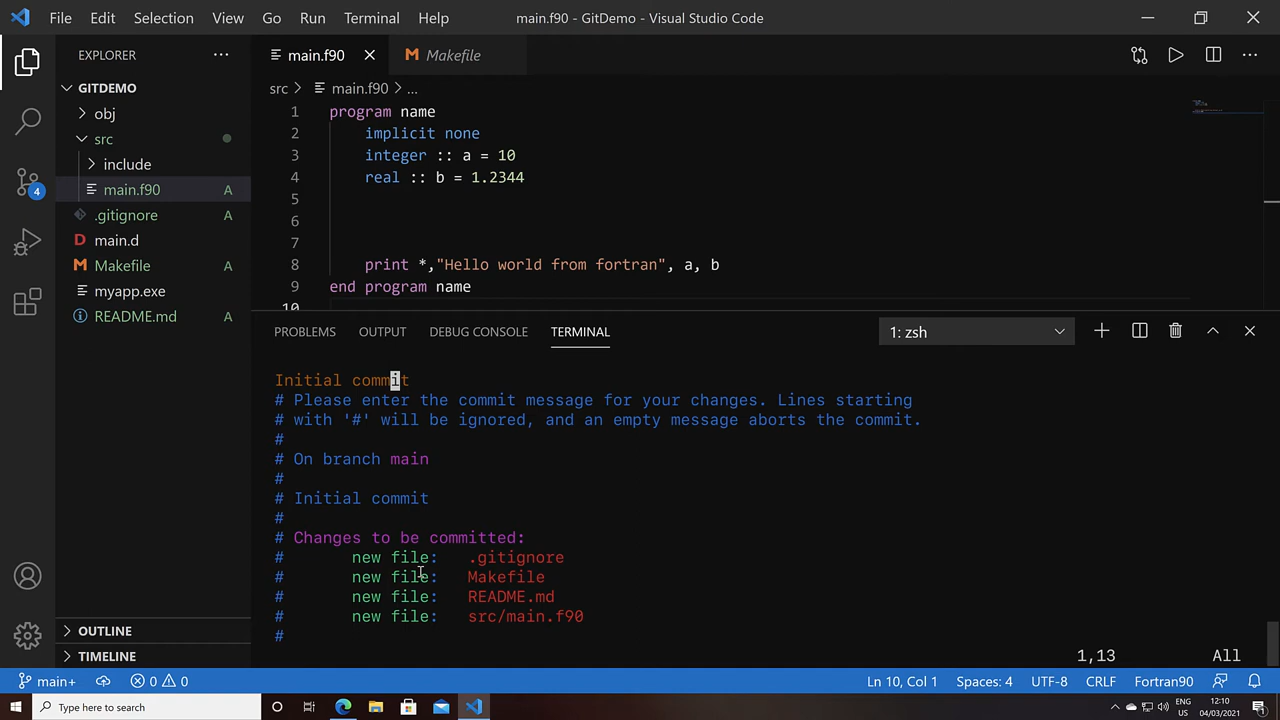 File Edit Selection View Go Run Terminal Help main.f90 - GitDemo - Visual Studio Code
EXPLORER
main.f90 Makefile
GITDEMO
src main.f90 ...
obj
src
include
main.f90 A
.gitignore A
main.d
Makefile A
myapp.exe
README.md A
4
1 program name
2 implicit none
3 integer :: a = 10
4 real :: b = 1.2344
5
6
7
8 print *,"Hello world from fortran", a, b
9 end program name
10
PROBLEMS OUTPUT DEBUG CONSOLE TERMINAL 1: zsh
Initial commit
# Please enter the commit message for your changes. Lines starting
# with '#' will be ignored, and an empty message aborts the commit.
#
# On branch main
#
# Initial commit
#
# Changes to be committed:
# new file: .gitignore
# new file: Makefile
# new file: README.md
# new file: src/main.f90
#
1,13 All
OUTLINE
TIMELINE
main+ 0 0 Ln 10, Col 1 Spaces: 4 UTF-8 CRLF Fortran90
Type here to search
ENG
US
12:10
04/03/2021